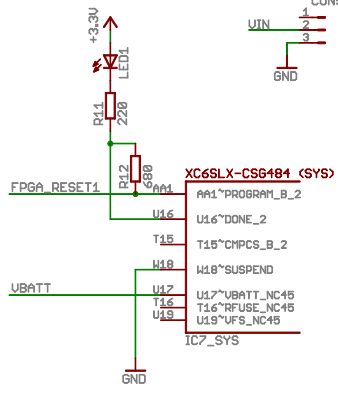 CON5
+3.3V
1
VIN
2
3
LED1
GND
R11
220
R12
680
XC6SLX-CSG484 (SYS)
FPGA_RESET1
AA1
AA1~PROGRAM_B_2
U16
U16~DONE_2
T15
T15~CMPCS_B_2
W18
W18~SUSPEND
VBATT
U17
U17~VBATT_NC45
T16
T16~RFUSE_NC45
U19
U19~VFS_NC45
IC7_SYS
GND